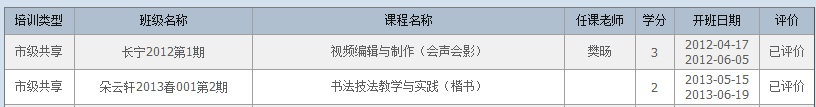 培训类型 班级名称 课程名称 任课老师 学分 开班日期 评价
市级共享 长宁2012第1期 视频编辑与制作（会声会影） 樊旸 3 2012-04-17 2012-06-05 已评价
市级共享 朵云轩2013春001第2期 书法技法教学与实践（楷书） 2 2013-05-15 2013-06-19 已评价